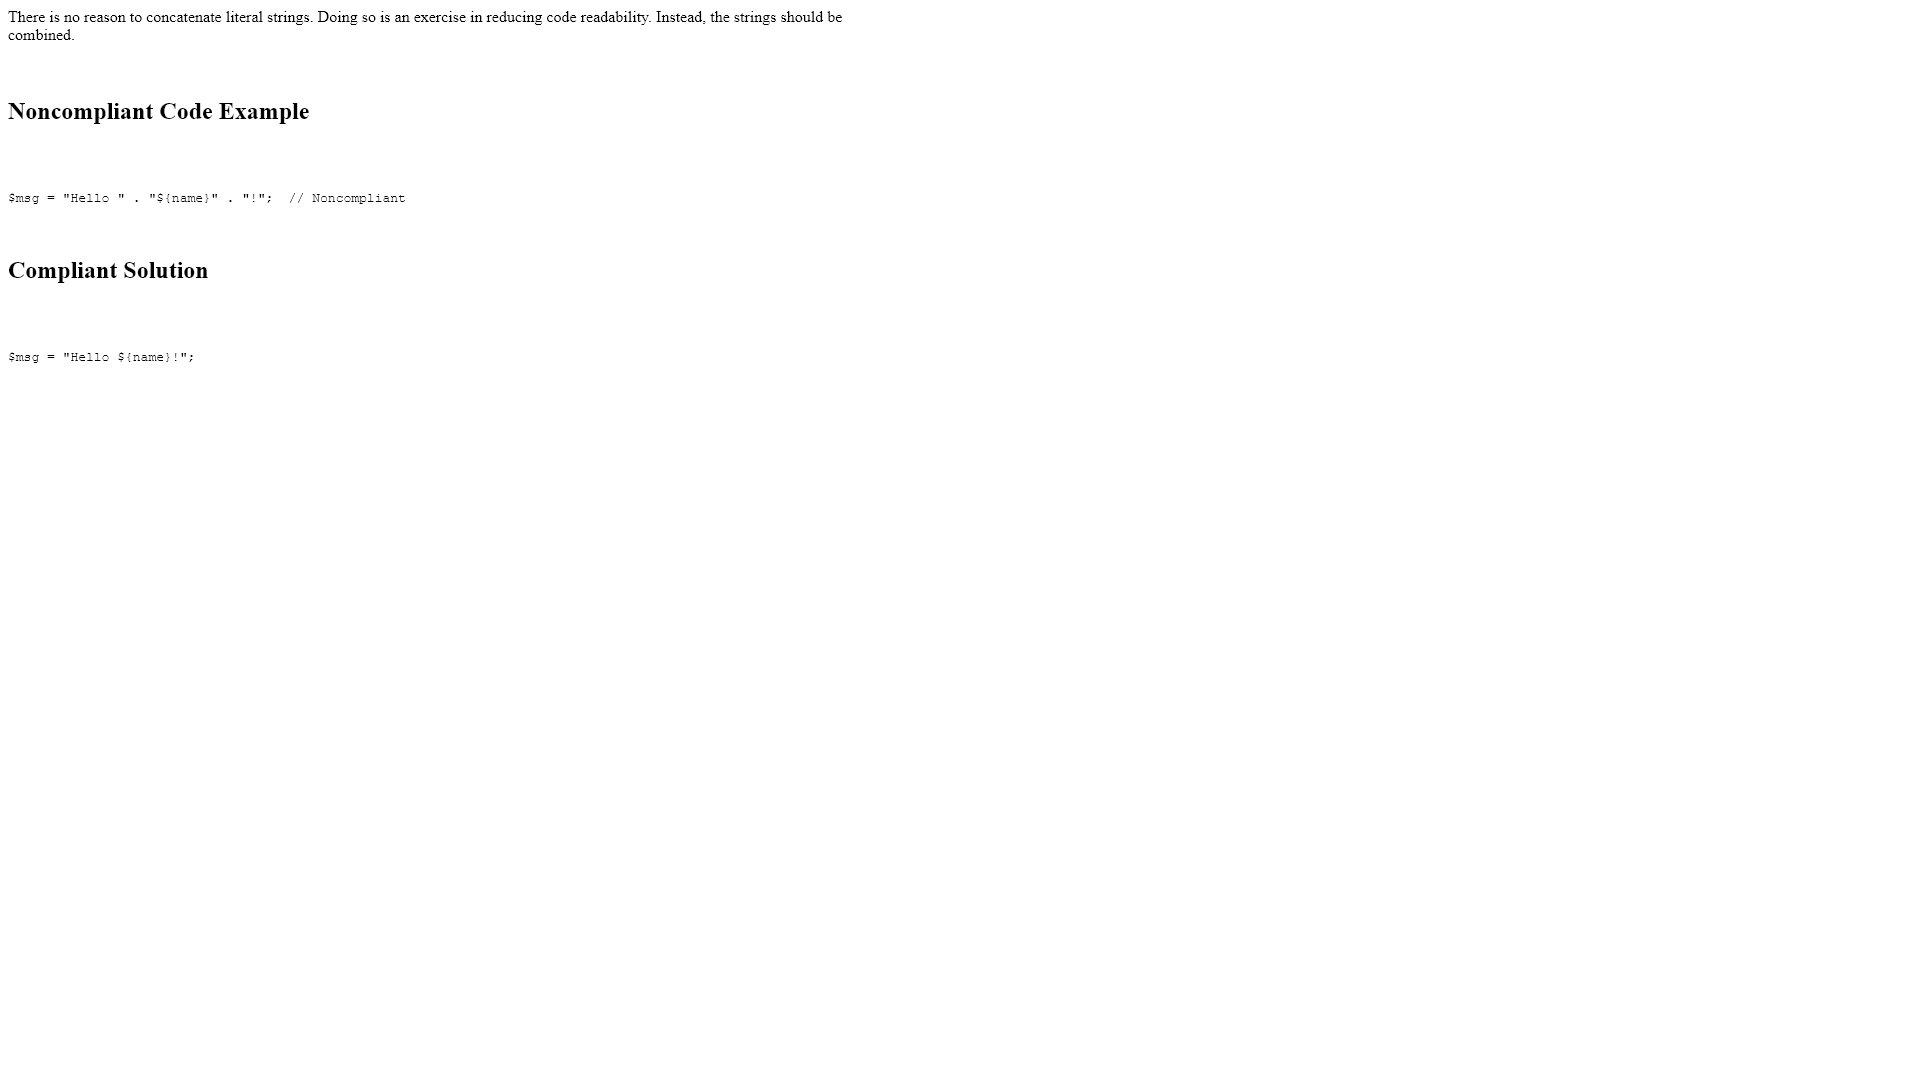 There is no reason to concatenate literal strings. Doing so is an exercise in reducing code readability. Instead, the strings should be
combined.
Noncompliant Code Example
$msg = "Hello " . "${name}" . "!";  // Noncompliant
Compliant Solution
$msg = "Hello ${name}!";